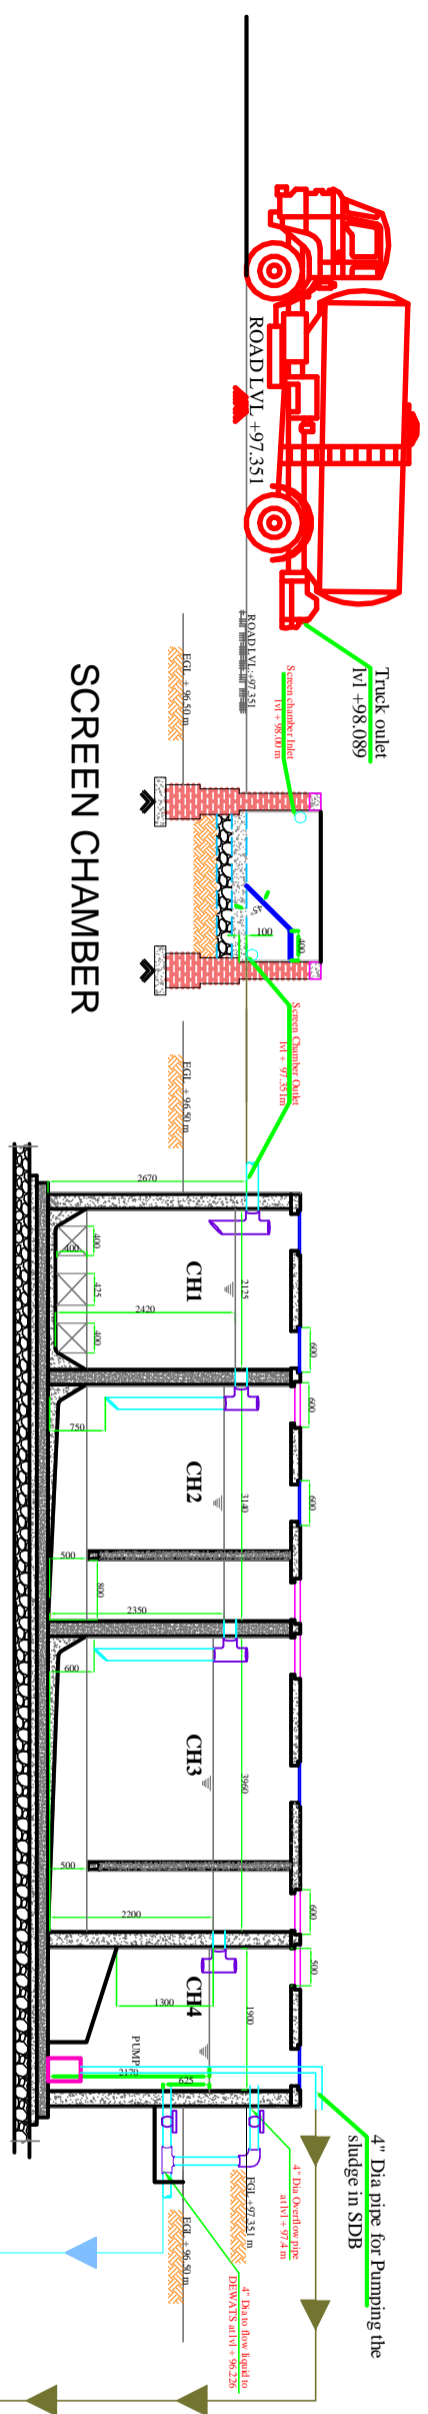 ROAD LVL +97.351
Truck oulet
lvl +98.089
ROAD LVL:+97.351
EGL + 96.50 m
Screen chamber Inlet
lvl + 98.00 m
45°
100
400
SCREEN CHAMBER
Screen Chamber Outlet
lvl + 97.351m
EGL + 96.50 m
2670
400
400
425
400
2420
CH1
2125
600
750
600
CH2
3140
600
500
800
2350
600
CH3
3960
500
2200
600
1300
CH4
1900
500
PUMP
2170
625
4" Dia pipe for Pumping the
sludge in SDB
4" Dia Overflow pipe
at lvl + 97.4 m
FGL +97.351 m
EGL + 96.50 m
4" Dia to flow liquid to
DEWATS at lvl + 96.226